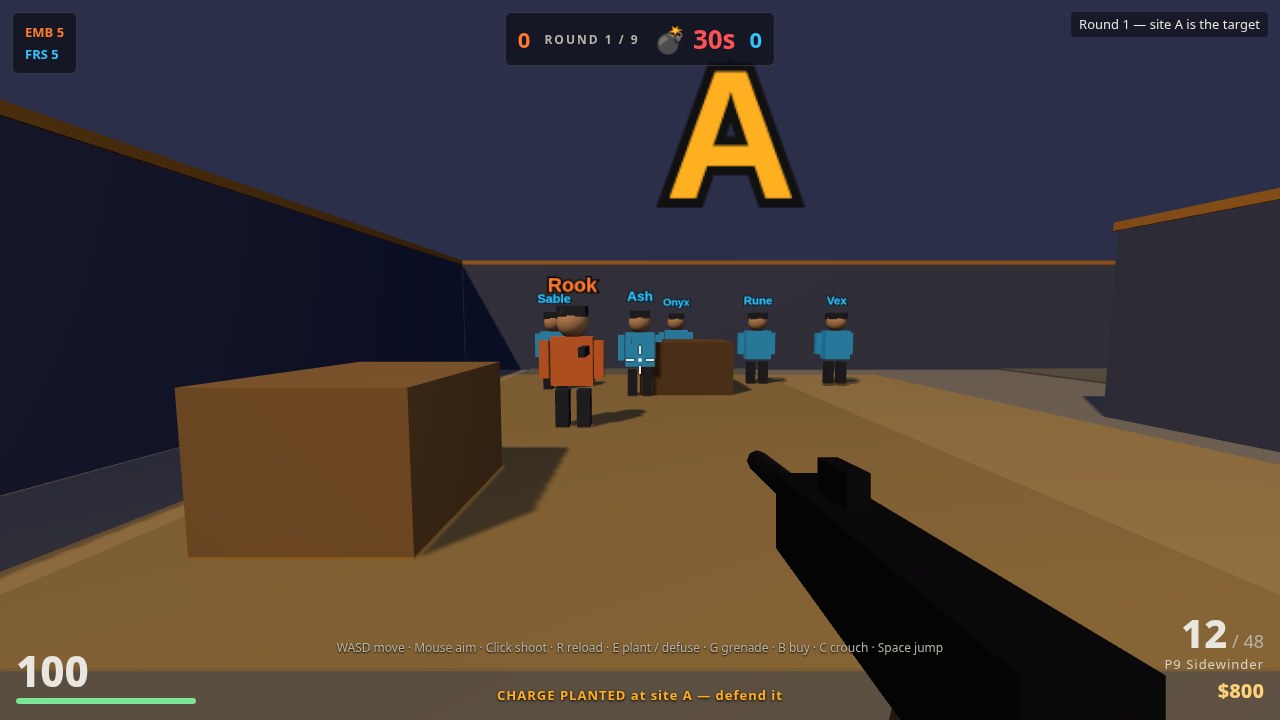 EMB 5
FRS 5
0 ROUND 1 / 9 30s 0
Round 1 — site A is the target
A
Rook
Sable
Ash
Onyx
Rune
Vex
WASD move · Mouse aim · Click shoot · R reload · E plant / defuse · G grenade · B buy · C crouch · Space jump
100
12 / 48
P9 Sidewinder
$800
CHARGE PLANTED at site A — defend it